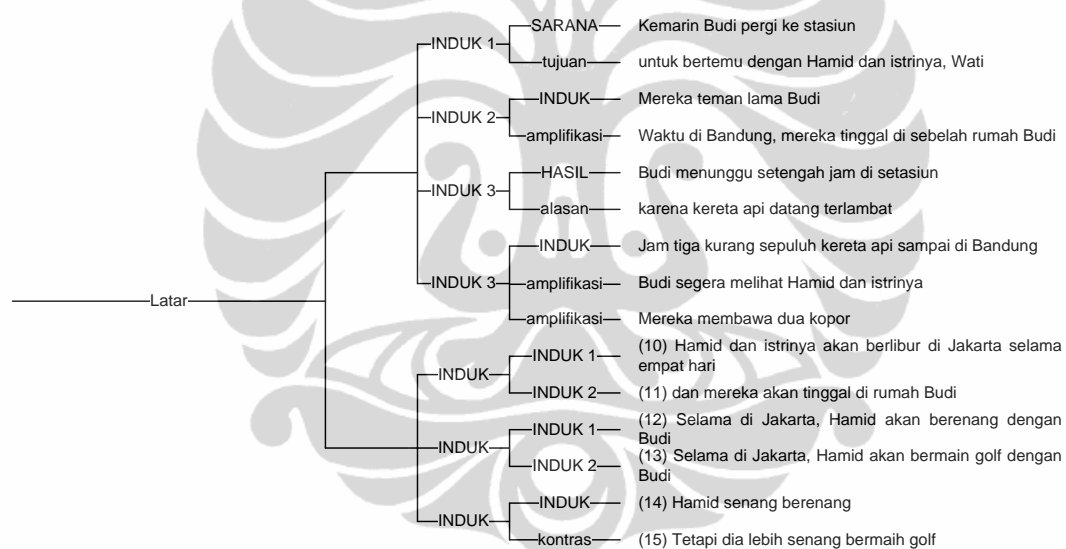 Latar
INDUK 1
SARANA
Kemarin Budi pergi ke stasiun
tujuan
untuk bertemu dengan Hamid dan istrinya, Wati
INDUK 2
INDUK
Mereka teman lama Budi
amplifikasi
Waktu di Bandung, mereka tinggal di sebelah rumah Budi
INDUK 3
HASIL
Budi menunggu setengah jam di setasiun
alasan
karena kereta api datang terlambat
INDUK 3
INDUK
Jam tiga kurang sepuluh kereta api sampai di Bandung
amplifikasi
Budi segera melihat Hamid dan istrinya
amplifikasi
Mereka membawa dua kopor
INDUK
INDUK 1
(10) Hamid dan istrinya akan berlibur di Jakarta selama
empat hari
INDUK 2
(11) dan mereka akan tinggal di rumah Budi
INDUK
INDUK 1
(12) Selama di Jakarta, Hamid akan berenang dengan
Budi
INDUK 2
(13) Selama di Jakarta, Hamid akan bermain golf dengan
Budi
INDUK
INDUK
(14) Hamid senang berenang
kontras
(15) Tetapi dia lebih senang bermaih golf